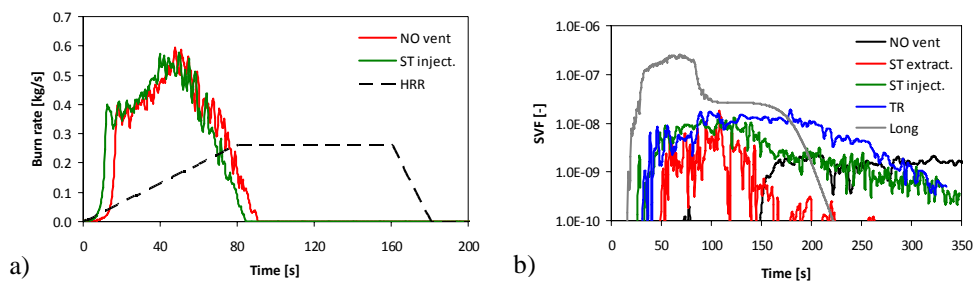 a)
Burn rate [kg/s]
0.7
0.6
0.5
0.4
0.3
0.2
0.1
0.0
0
40
80
120
160
200
Time [s]
NO vent
ST inject.
HRR
b)
SVF [-]
1.0E-06
1.0E-07
1.0E-08
1.0E-09
1.0E-10
0
50
100
150
200
250
300
350
Time [s]
NO vent
ST extract.
ST inject.
TR
Long